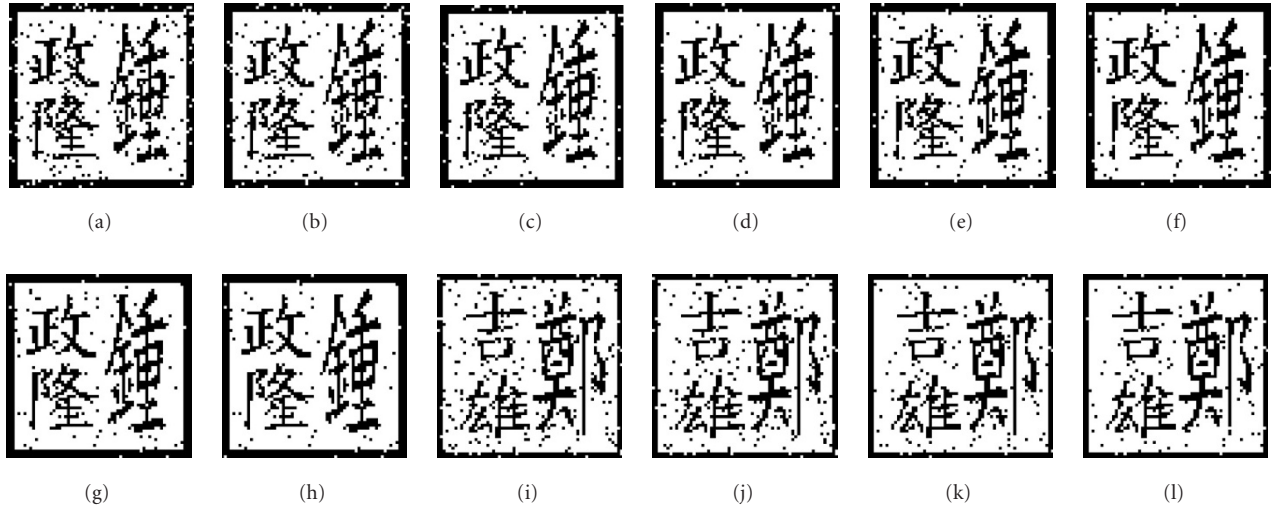 鍾政隆
(a)
鍾政隆
(b)
鍾政隆
(c)
鍾政隆
(d)
鍾政隆
(e)
鍾政隆
(f)
鍾政隆
(g)
鍾政隆
(h)
鄭吉雄
(i)
鄭吉雄
(j)
鄭吉雄
(k)
鄭吉雄
(l)